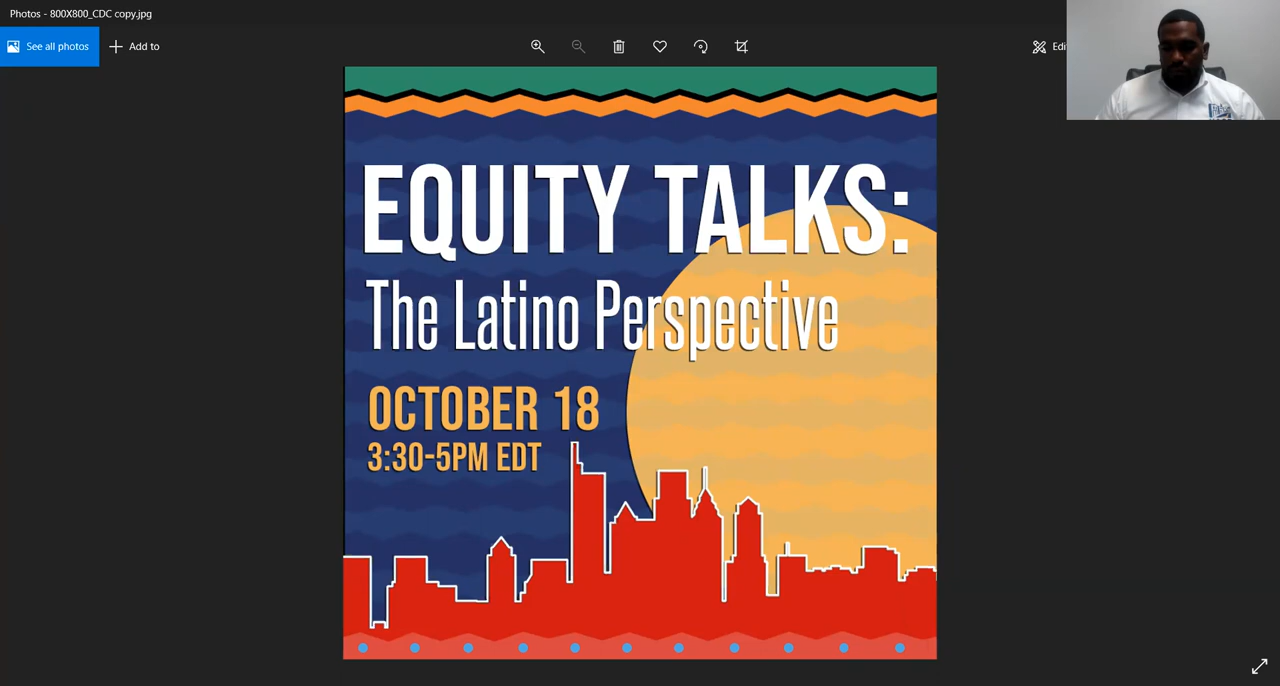 Photos - 800X800_CDC copy.jpg
See all photos
Add to
EQUITY TALKS:
The Latino Perspective
OCTOBER 18
3:30-5PM EDT